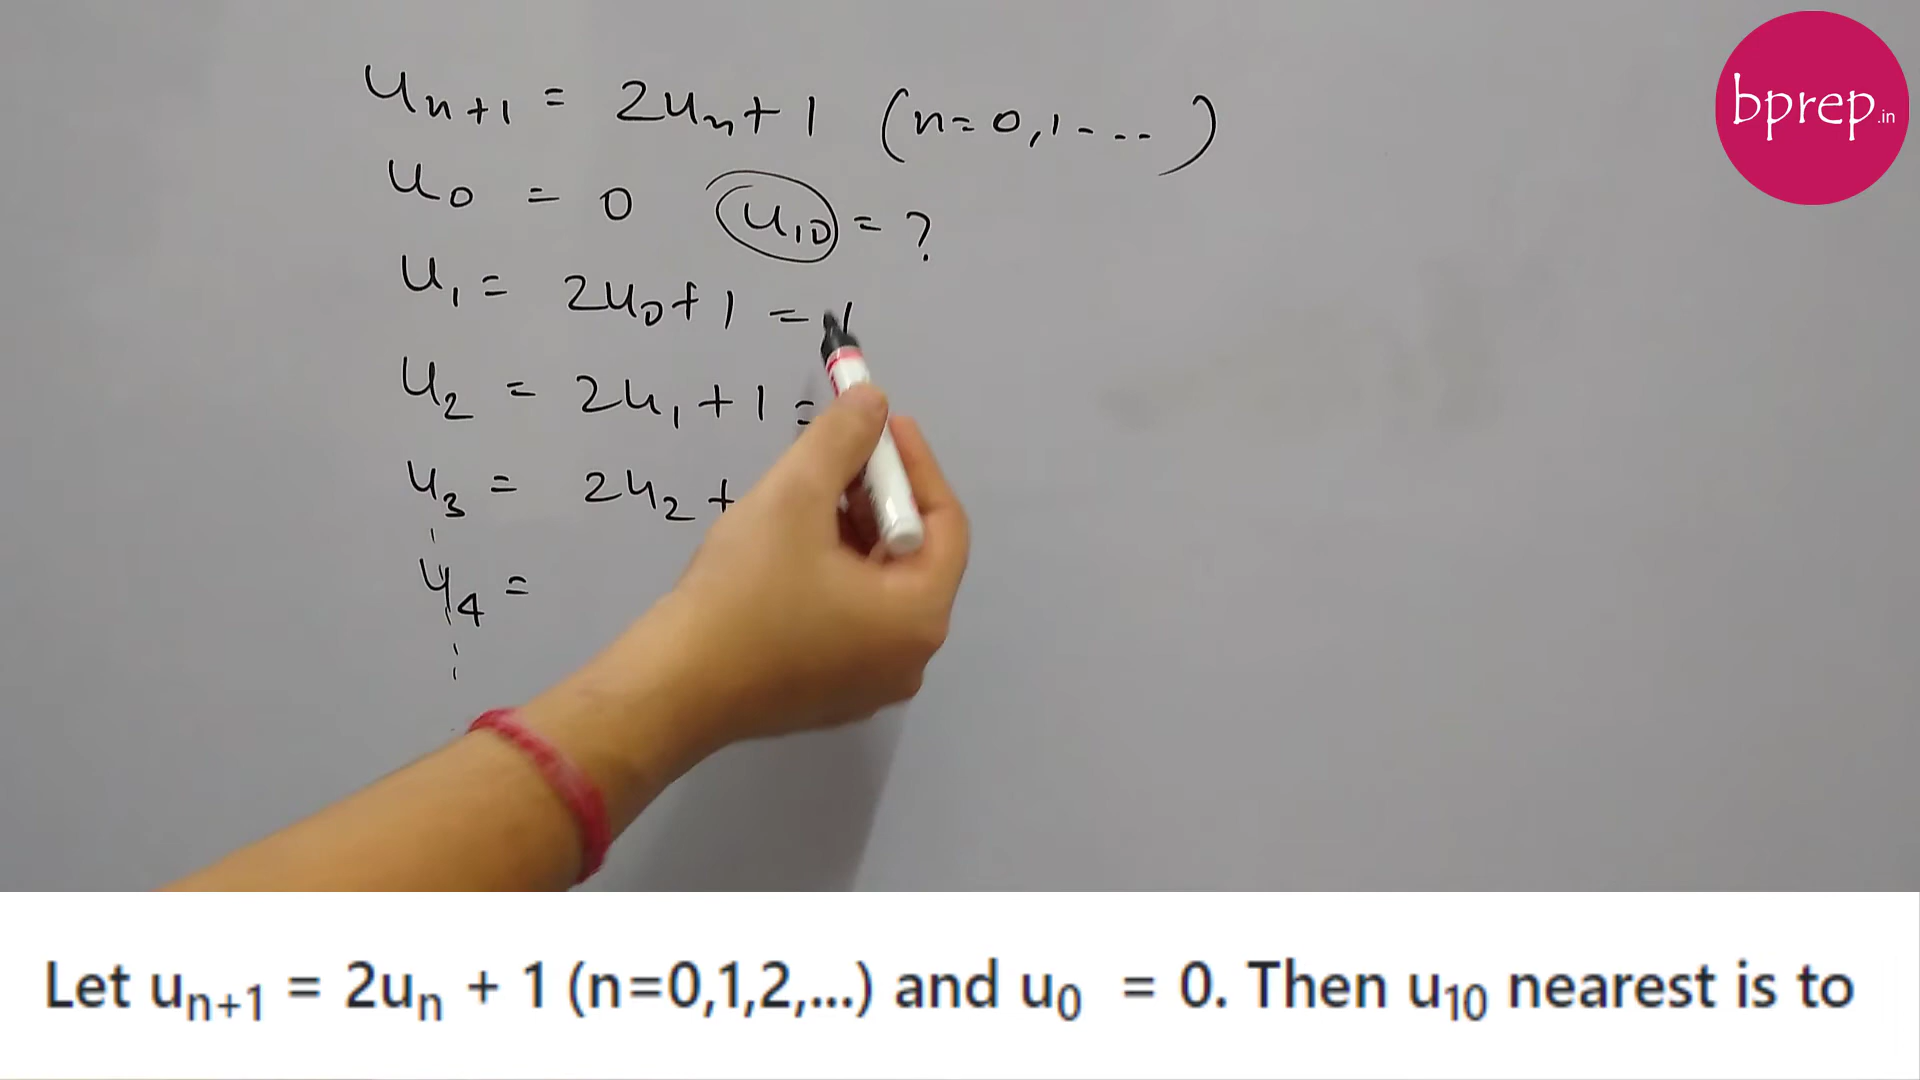 uₙ₊₁ = 2uₙ + 1 (n = 0, 1 - - - )
u₀ = 0 u₁₀ = ?
u₁ = 2u₀ + 1 = 1
u₂ = 2u₁ + 1 =
u₃ = 2u₂ +
u₄ =
bprep.in
Let uₙ₊₁ = 2uₙ + 1 (n=0,1,2,...) and u₀ = 0. Then u₁₀ nearest is to